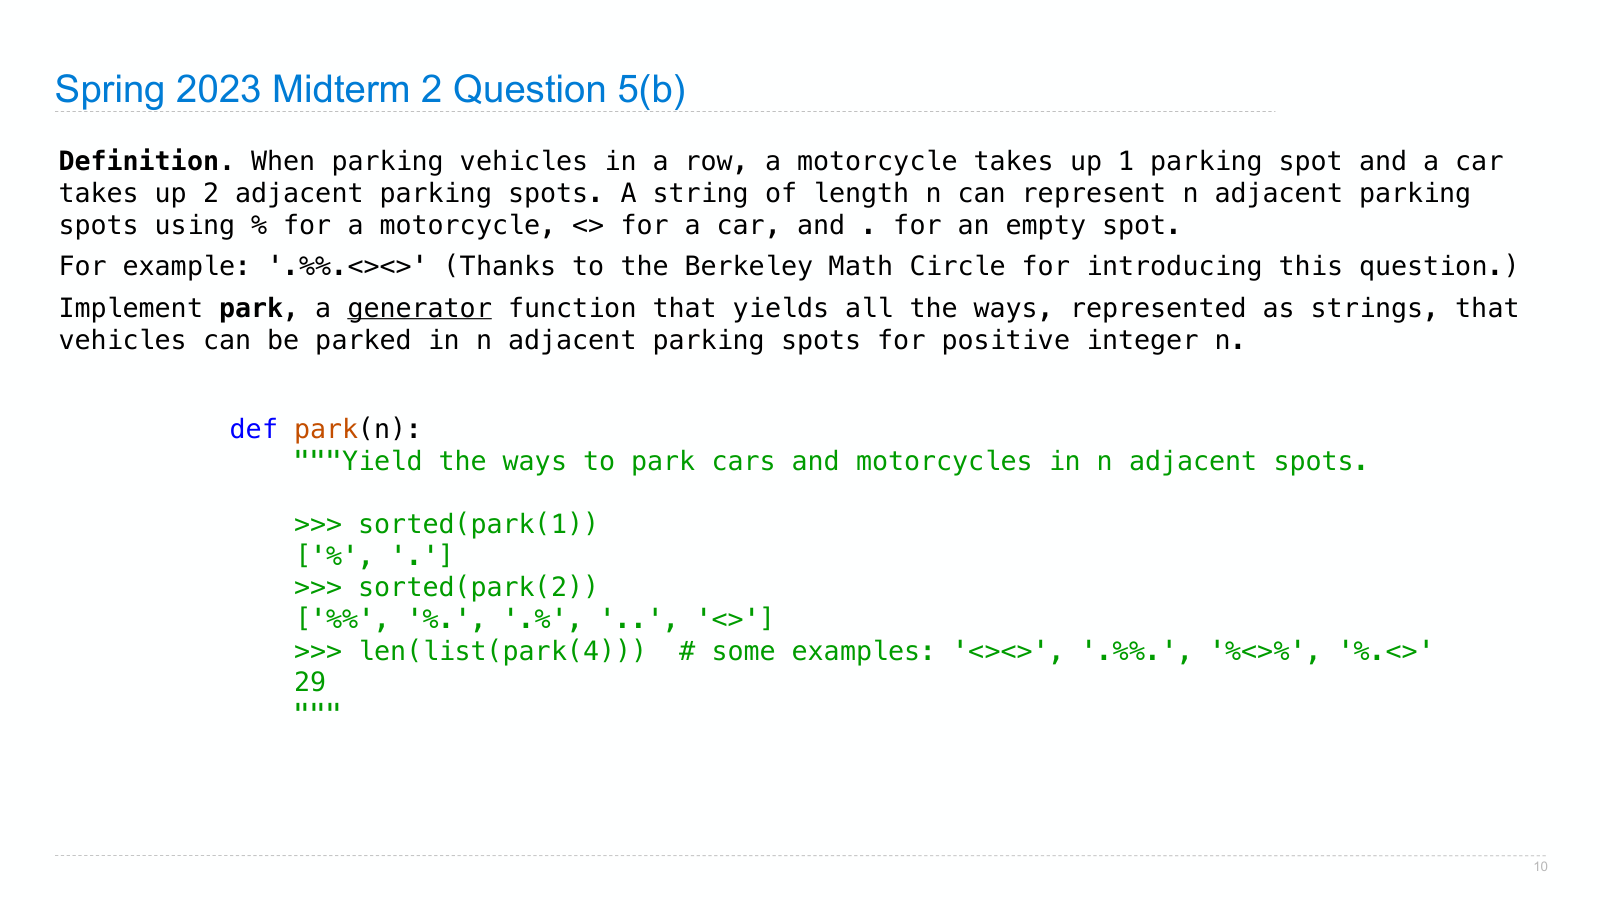 Spring 2023 Midterm 2 Question 5(b)
Definition. When parking vehicles in a row, a motorcycle takes up 1 parking spot and a car
takes up 2 adjacent parking spots. A string of length n can represent n adjacent parking
spots using % for a motorcycle, <> for a car, and . for an empty spot.
For example: '.%%.<><>' (Thanks to the Berkeley Math Circle for introducing this question.)
Implement park, a generator function that yields all the ways, represented as strings, that
vehicles can be parked in n adjacent parking spots for positive integer n.
def park(n):
    """Yield the ways to park cars and motorcycles in n adjacent spots.
    >>> sorted(park(1))
    ['%', '.']
    >>> sorted(park(2))
    ['%%', '%.', '.%', '..', '<>']
    >>> len(list(park(4)))  # some examples: '<><>', '.%%.', '%<>%', '%.<>'
    29
    """
10